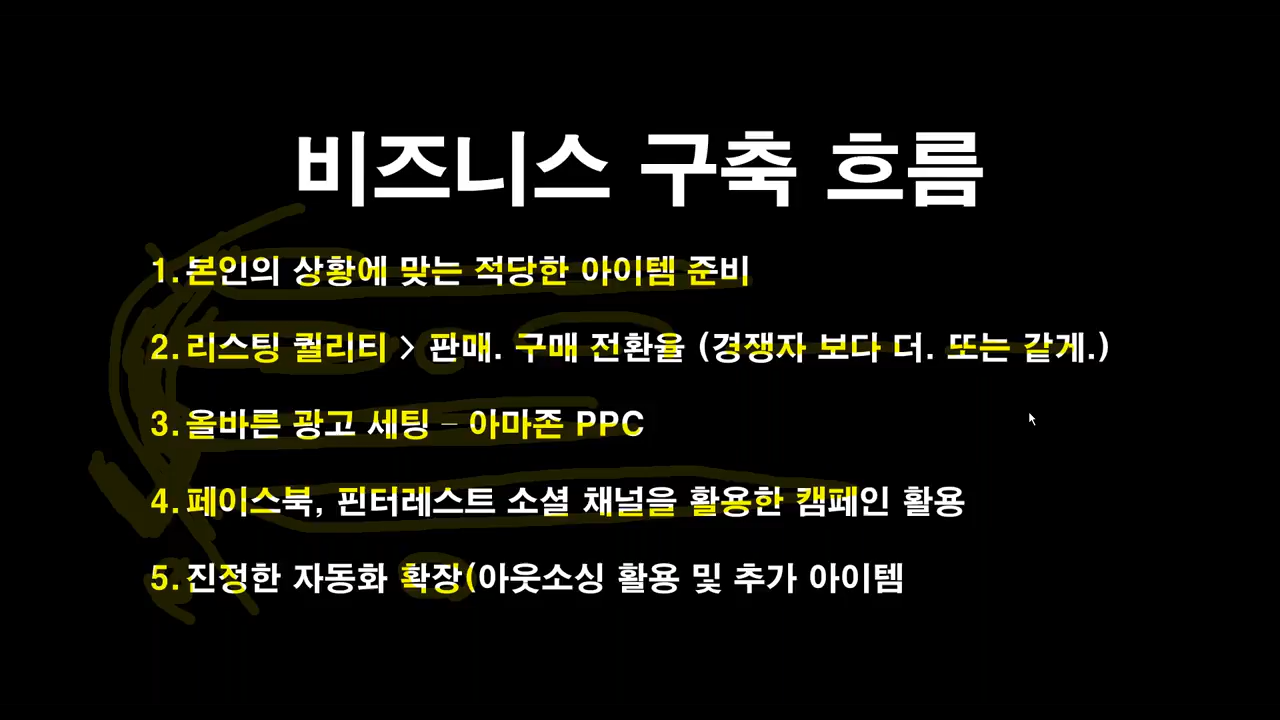 비즈니스 구축 흐름
1. 본인의 상황에 맞는 적당한 아이템 준비
2. 리스팅 퀄리티 > 판매. 구매 전환율 (경쟁자 보다 더. 또는 같게.)
3. 올바른 광고 세팅 – 아마존 PPC
4. 페이스북, 핀터레스트 소셜 채널을 활용한 캠페인 활용
5. 진정한 자동화 확장(아웃소싱 활용 및 추가 아이템